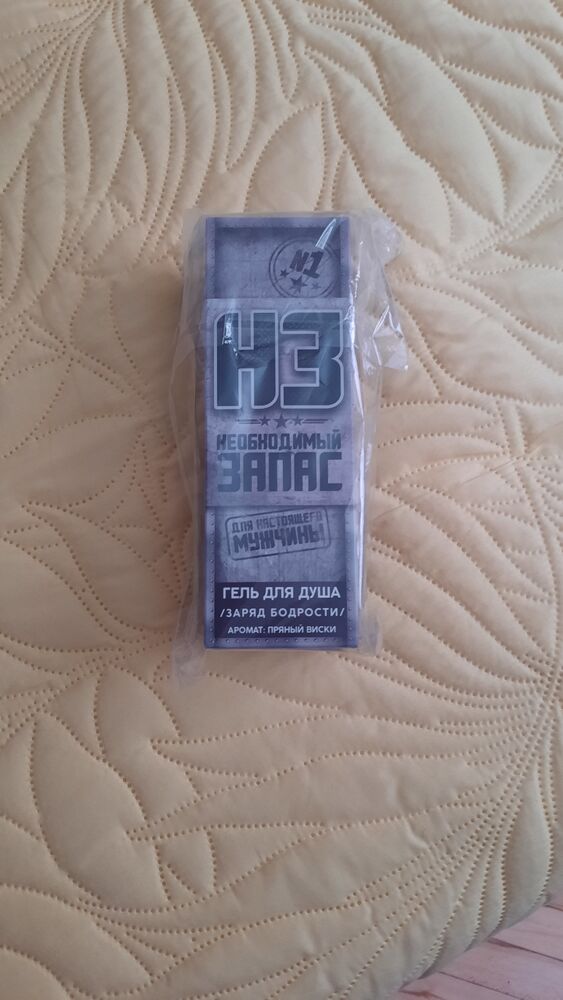 №1
НЗ
НЕОБХОДИМЫЙ
ЗАПАС
ДЛЯ НАСТОЯЩЕГО
МУЖЧИНЫ
ГЕЛЬ ДЛЯ ДУША
/ЗАРЯД БОДРОСТИ/
АРОМАТ: ПРЯНЫЙ ВИСКИ